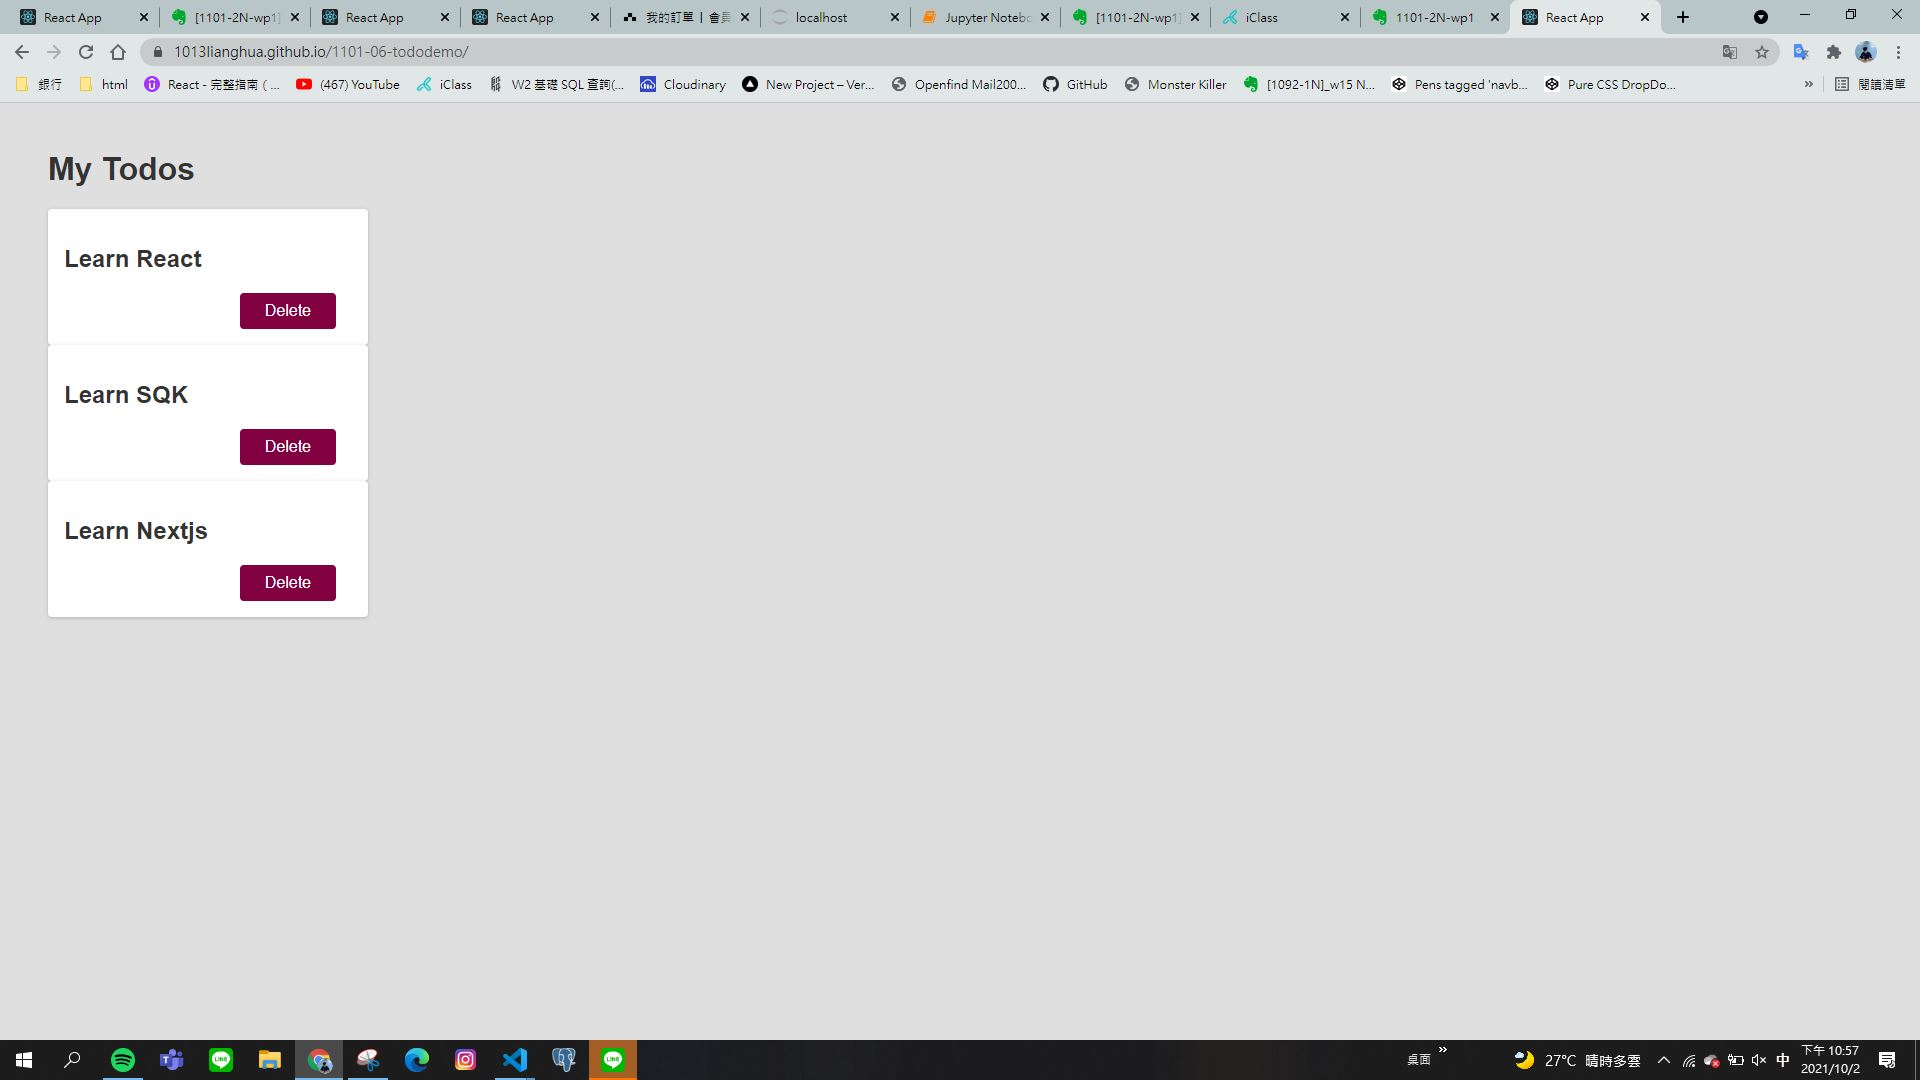 React App
[1101-2N-wp1]
React App
React App
我的訂單 | 會員
localhost
Jupyter Notebo
[1101-2N-wp1]
iClass
1101-2N-wp1
React App
1013lianghua.github.io/1101-06-tododemo/
銀行
html
React - 完整指南 ( ...
(467) YouTube
iClass
W2 基礎 SQL 查詢(...
Cloudinary
New Project – Ver...
Openfind Mail200...
GitHub
Monster Killer
[1092-1N]_w15 N...
Pens tagged 'navb...
Pure CSS DropDo...
»
閱讀清單
My Todos
Learn React
Delete
Learn SQK
Delete
Learn Nextjs
Delete
桌面 »
27°C 晴時多雲
中
下午 10:57
2021/10/2